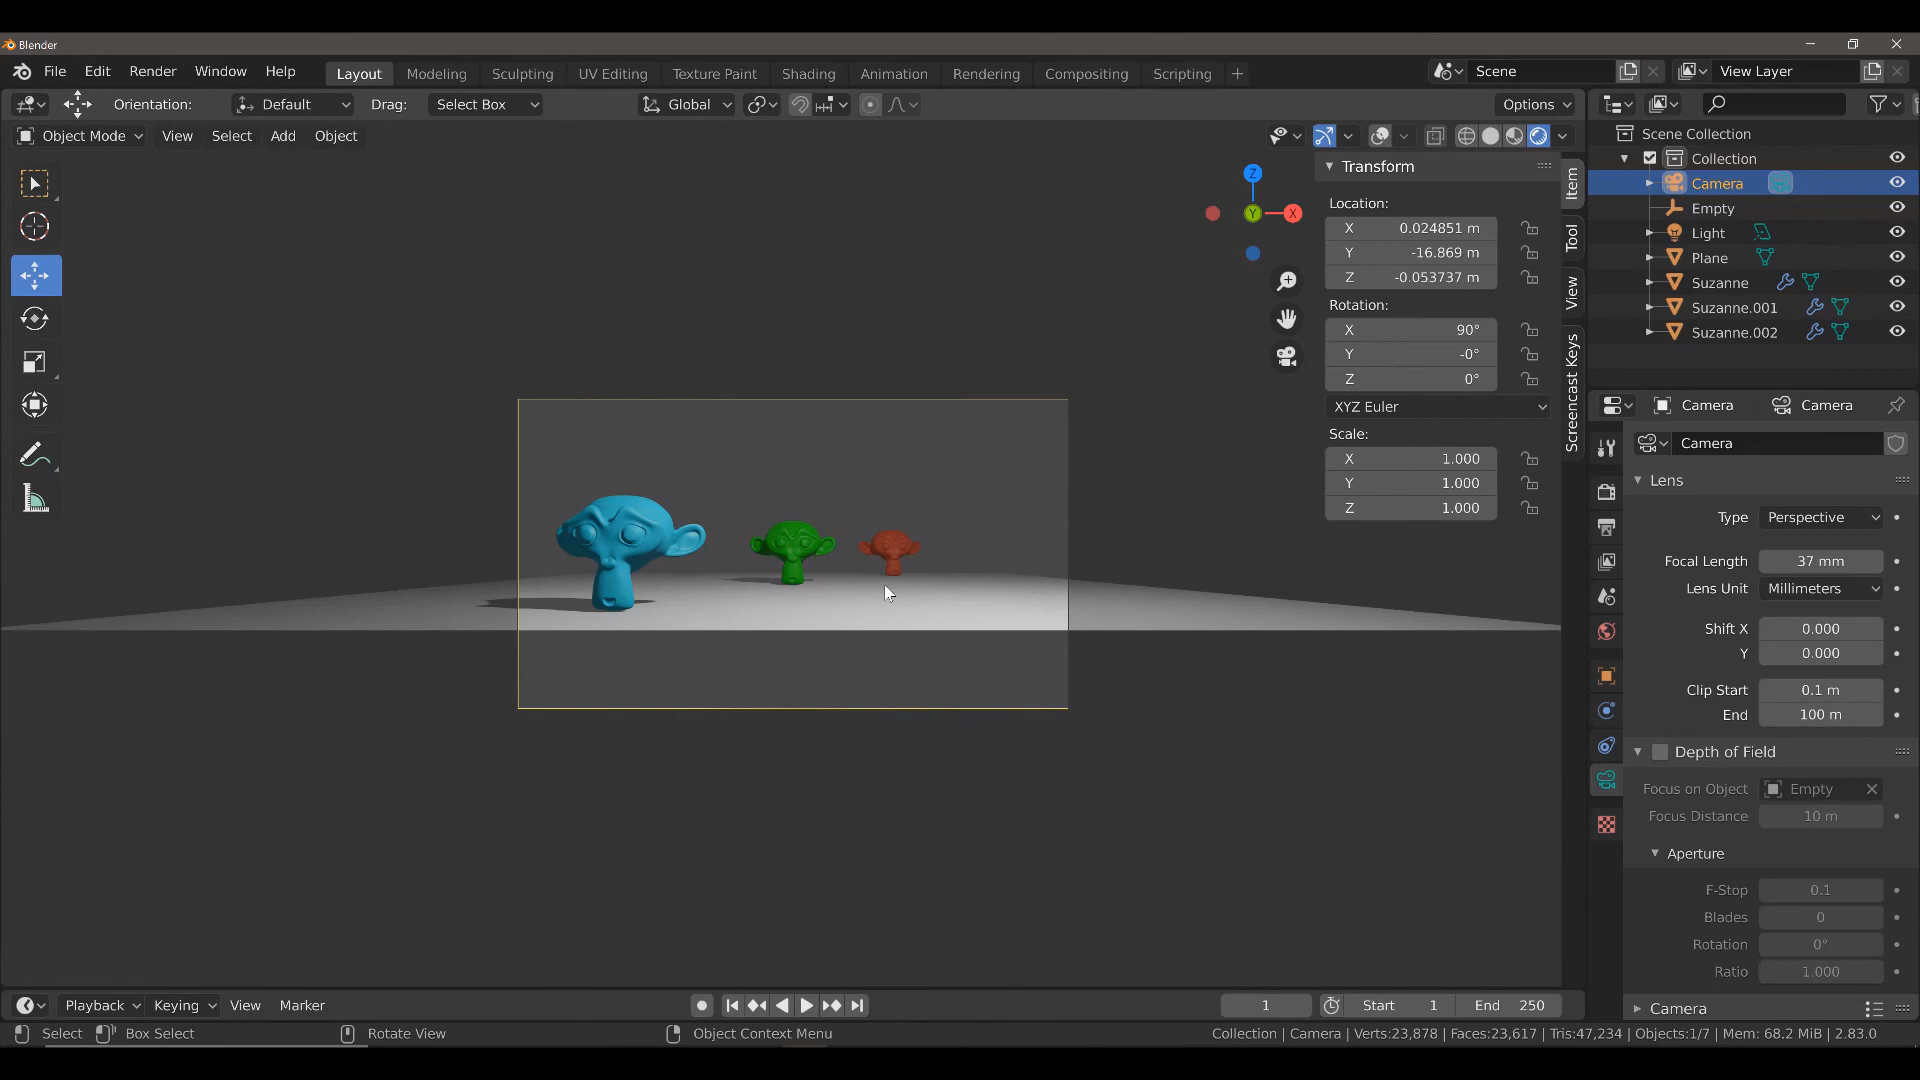 Blender
File Edit Render Window Help Layout Modeling Sculpting UV Editing Texture Paint Shading Animation Rendering Compositing Scripting + Scene View Layer
Orientation: Default Drag: Select Box Global Options
Object Mode View Select Add Object
Z
Y X
Transform
Location:
X 0.024851 m
Y -16.869 m
Z -0.053737 m
Rotation:
X 90°
Y -0°
Z 0°
XYZ Euler
Scale:
X 1.000
Y 1.000
Z 1.000
Item
Tool
View
Screencast Keys
Scene Collection
Collection
Camera
Empty
Light
Plane
Suzanne
Suzanne.001
Suzanne.002
Camera Camera
Camera
Lens
Type Perspective
Focal Length 37 mm
Lens Unit Millimeters
Shift X 0.000
Y 0.000
Clip Start 0.1 m
End 100 m
Depth of Field
Focus on Object Empty
Focus Distance 10 m
Aperture
F-Stop 0.1
Blades 0
Rotation 0°
Ratio 1.000
Camera
Playback Keying View Marker 1 Start 1 End 250
Select Box Select Rotate View Object Context Menu Collection | Camera | Verts:23,878 | Faces:23,617 | Tris:47,234 | Objects:1/7 | Mem: 68.2 MiB | 2.83.0